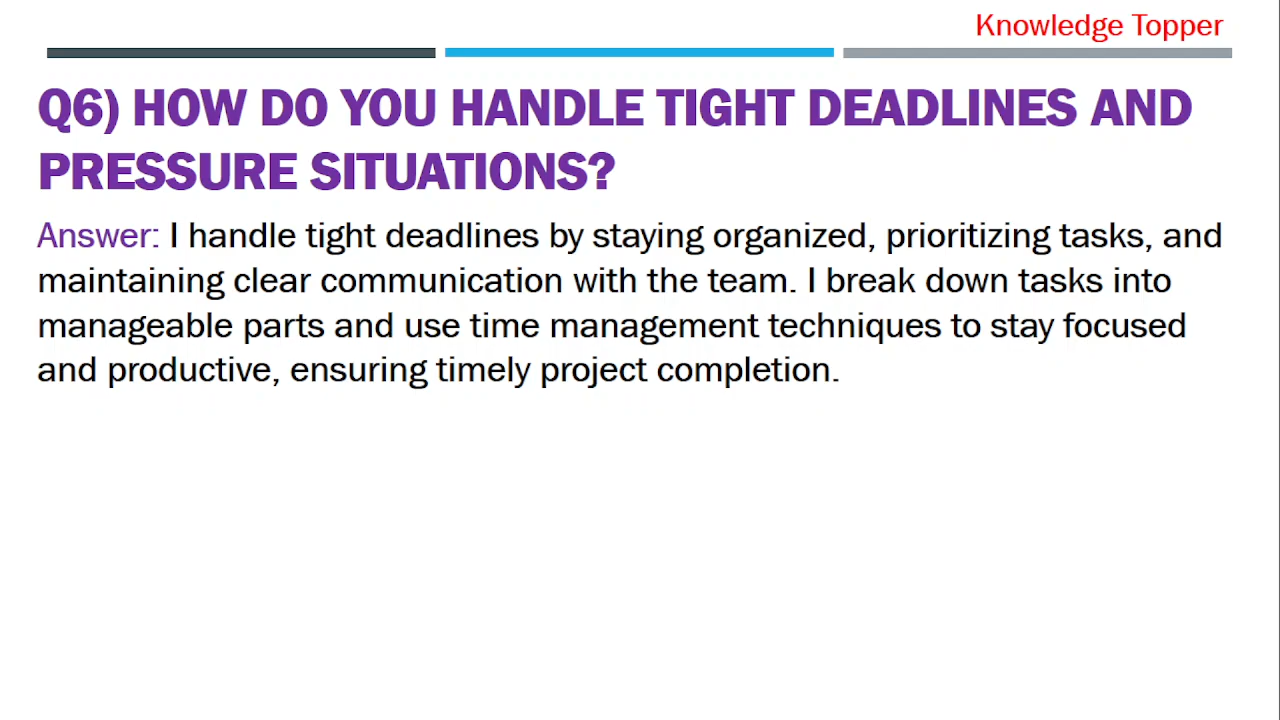 Knowledge Topper
Q6) HOW DO YOU HANDLE TIGHT DEADLINES AND
PRESSURE SITUATIONS?
Answer: I handle tight deadlines by staying organized, prioritizing tasks, and
maintaining clear communication with the team. I break down tasks into
manageable parts and use time management techniques to stay focused
and productive, ensuring timely project completion.